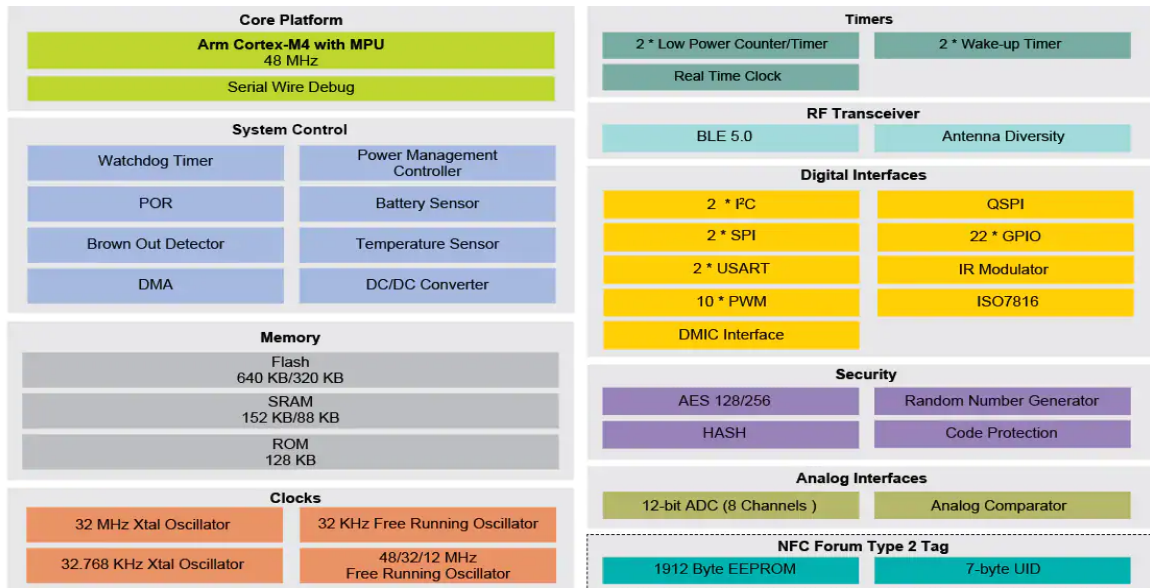 Core Platform
Arm Cortex-M4 with MPU
48 MHz
Serial Wire Debug
System Control
Watchdog Timer
Power Management
Controller
POR
Battery Sensor
Brown Out Detector
Temperature Sensor
DMA
DC/DC Converter
Memory
Flash
640 KB/320 KB
SRAM
152 KB/88 KB
ROM
128 KB
Clocks
32 MHz Xtal Oscillator
32 KHz Free Running Oscillator
32.768 KHz Xtal Oscillator
48/32/12 MHz
Free Running Oscillator
Timers
2 * Low Power Counter/Timer
2 * Wake-up Timer
Real Time Clock
RF Transceiver
BLE 5.0
Antenna Diversity
Digital Interfaces
2 * I²C
QSPI
2 * SPI
22 * GPIO
2 * USART
IR Modulator
10 * PWM
ISO7816
DMIC Interface
Security
AES 128/256
Random Number Generator
HASH
Code Protection
Analog Interfaces
12-bit ADC (8 Channels )
Analog Comparator
NFC Forum Type 2 Tag
1912 Byte EEPROM
7-byte UID